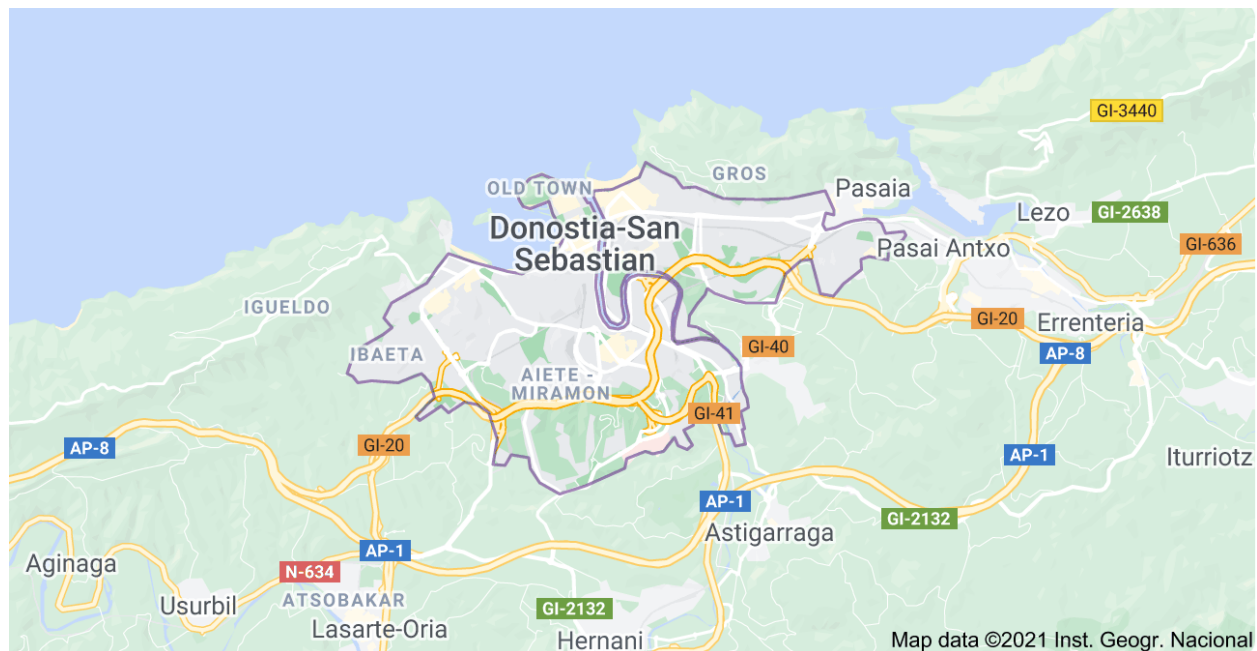 GI-3440
GROS
OLD TOWN
Pasaia
Lezo
GI-2638
Donostia-San
Sebastian
Pasai Antxo
GI-636
IGUELDO
GI-20
Errenteria
IBAETA
GI-40
AP-8
AIETE -
MIRAMON
GI-41
AP-8
GI-20
AP-1
Iturriotz
AP-1
GI-2132
Astigarraga
Aginaga
AP-1
N-634
Usurbil
ATSOBAKAR
GI-2132
Lasarte-Oria
Hernani
Map data ©2021 Inst. Geogr. Nacional